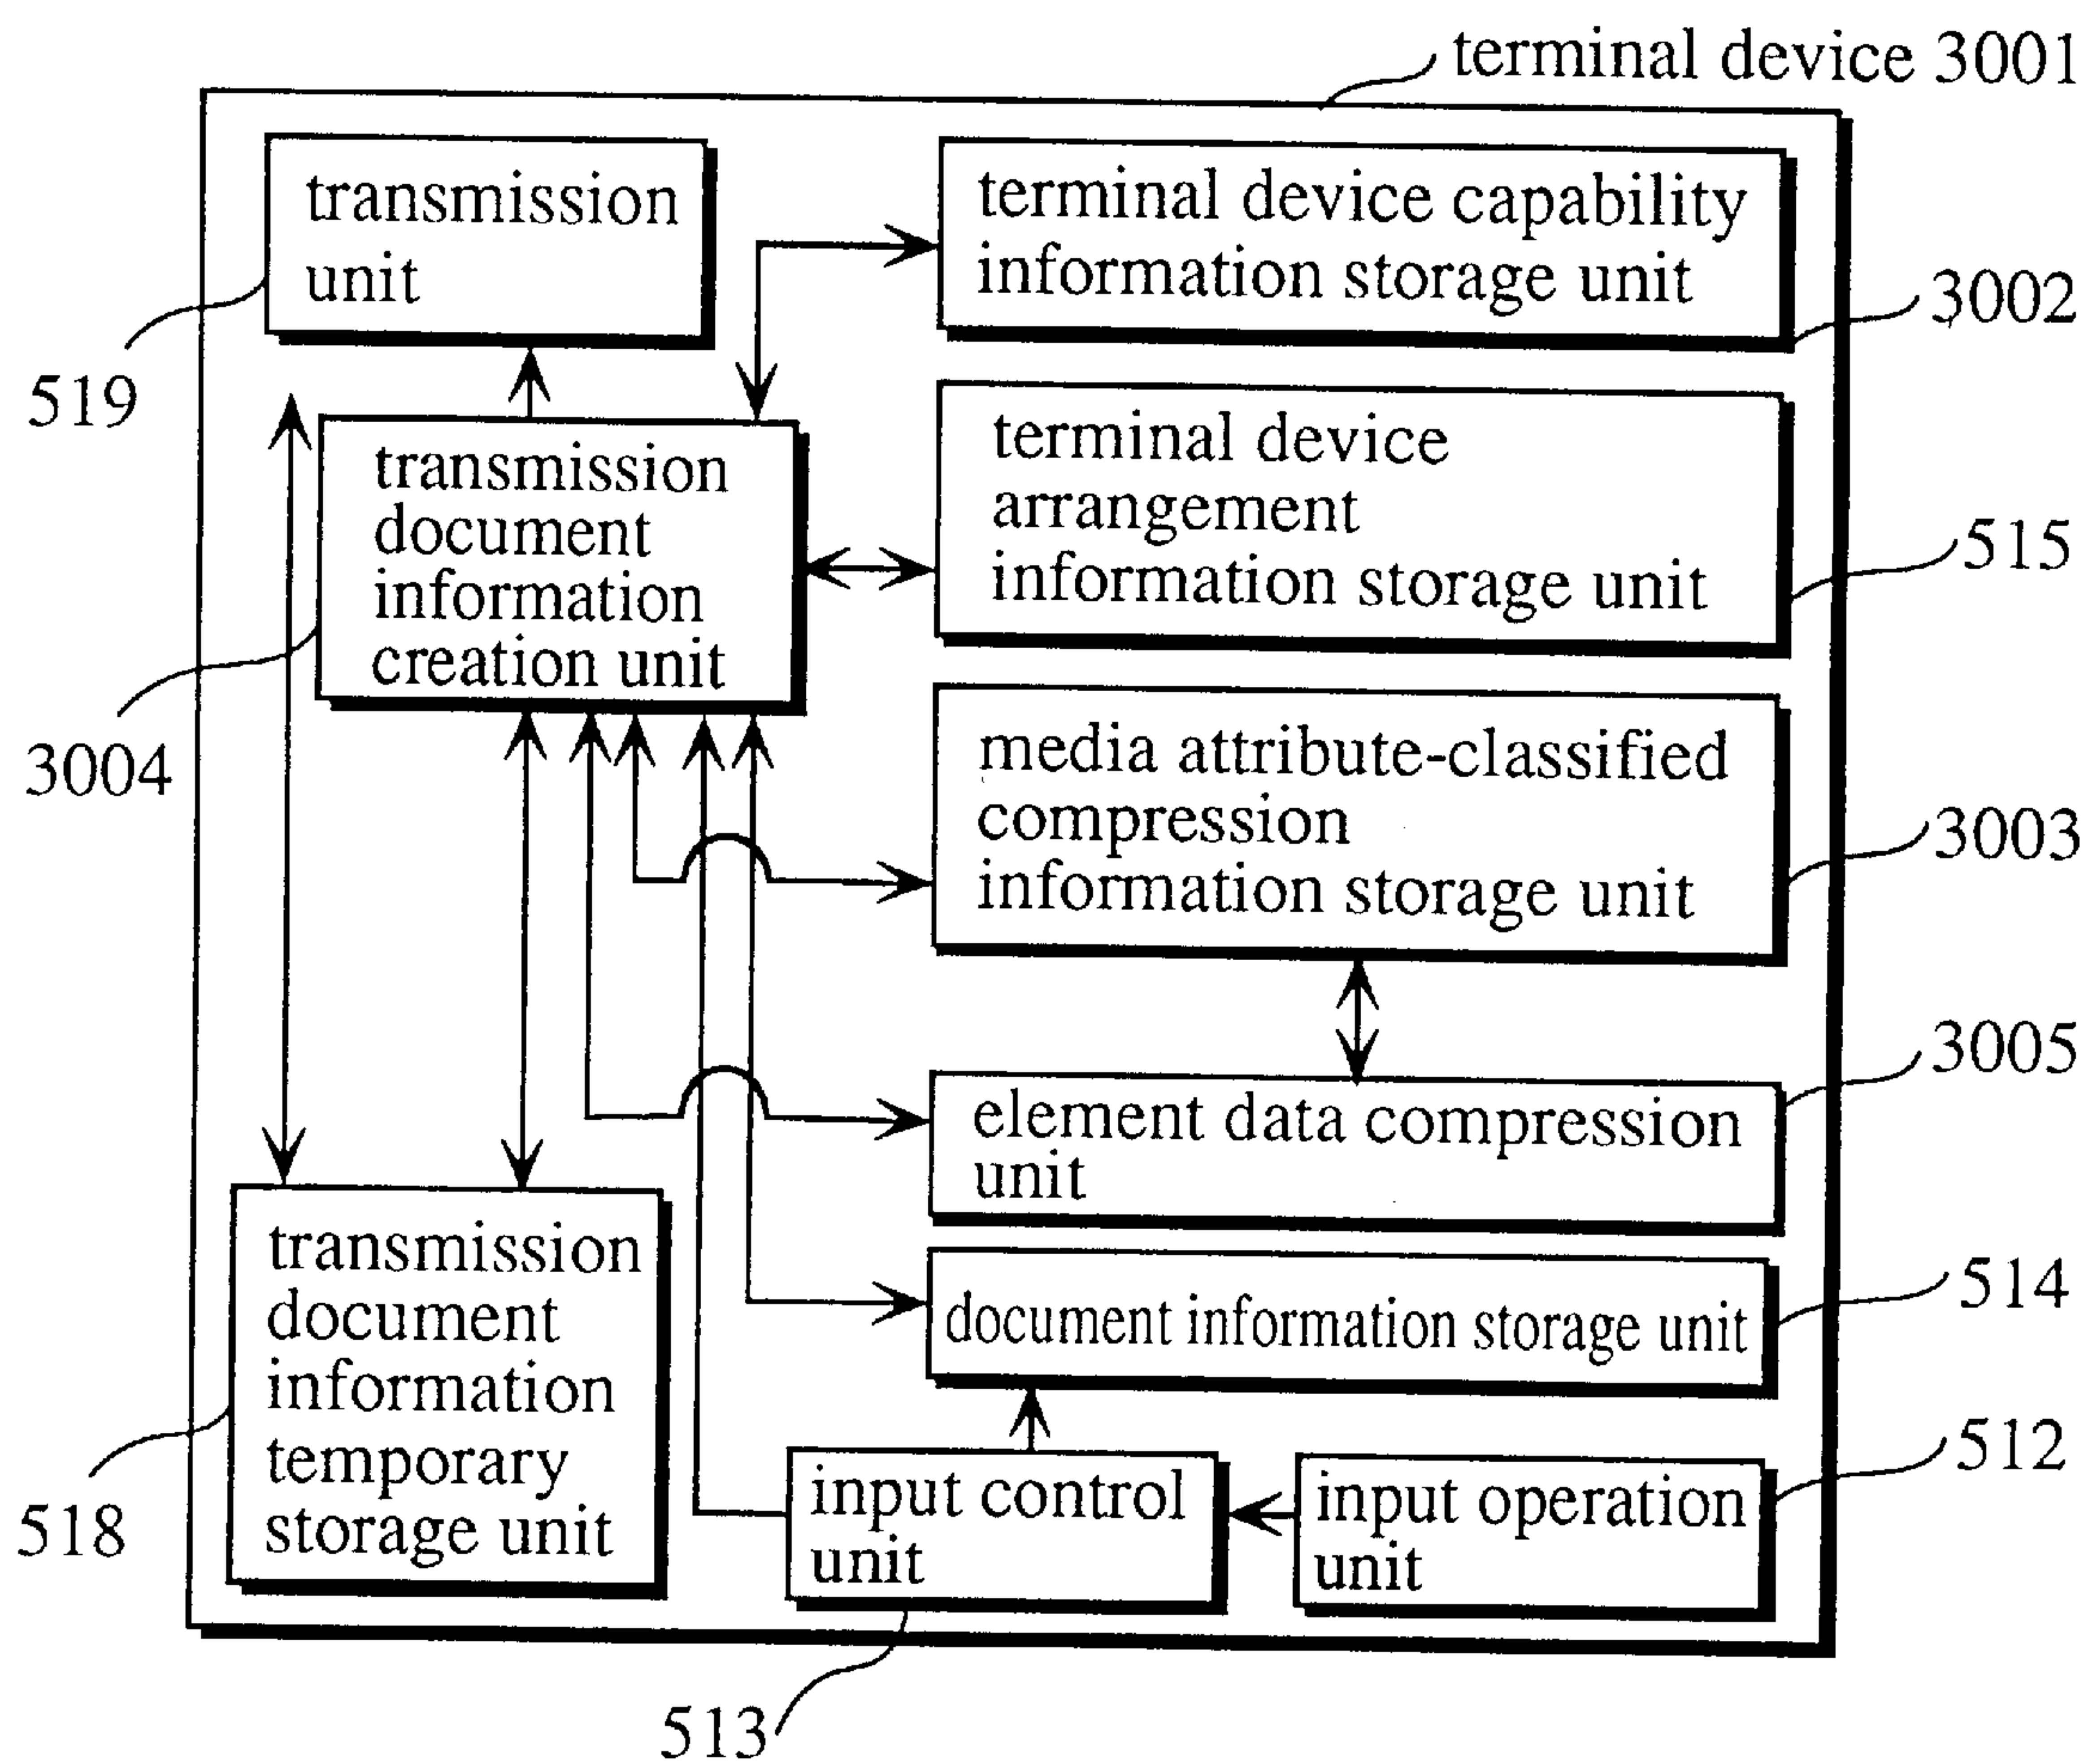 terminal device 3001
transmission
unit
519
terminal device capability
information storage unit
3002
transmission
document
information
creation unit
3004
terminal device
arrangement
information storage unit
515
media attribute-classified
compression
information storage unit
3003
element data compression
unit
3005
transmission
document
information
temporary
storage unit
518
document information storage unit
514
input control
unit
513
input operation
unit
512